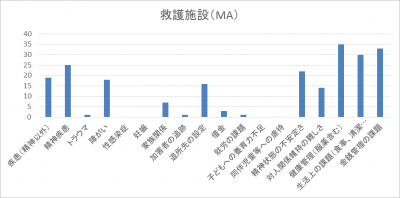 救護施設（MA）
40
35
30
25
20
15
10
5
0
疾患（精神以外）
精神疾患
トラウマ
障がい
性感染症
妊娠
家族関係
加害者の追跡
退所先の設定
借金
就労の課題
子どもへの養育力不足
同伴児童等への虐待
精神状態の不安定さ
対人関係維持の難しさ
健康管理（服薬含む）
生活上の課題（食事、清潔…
金銭管理の課題